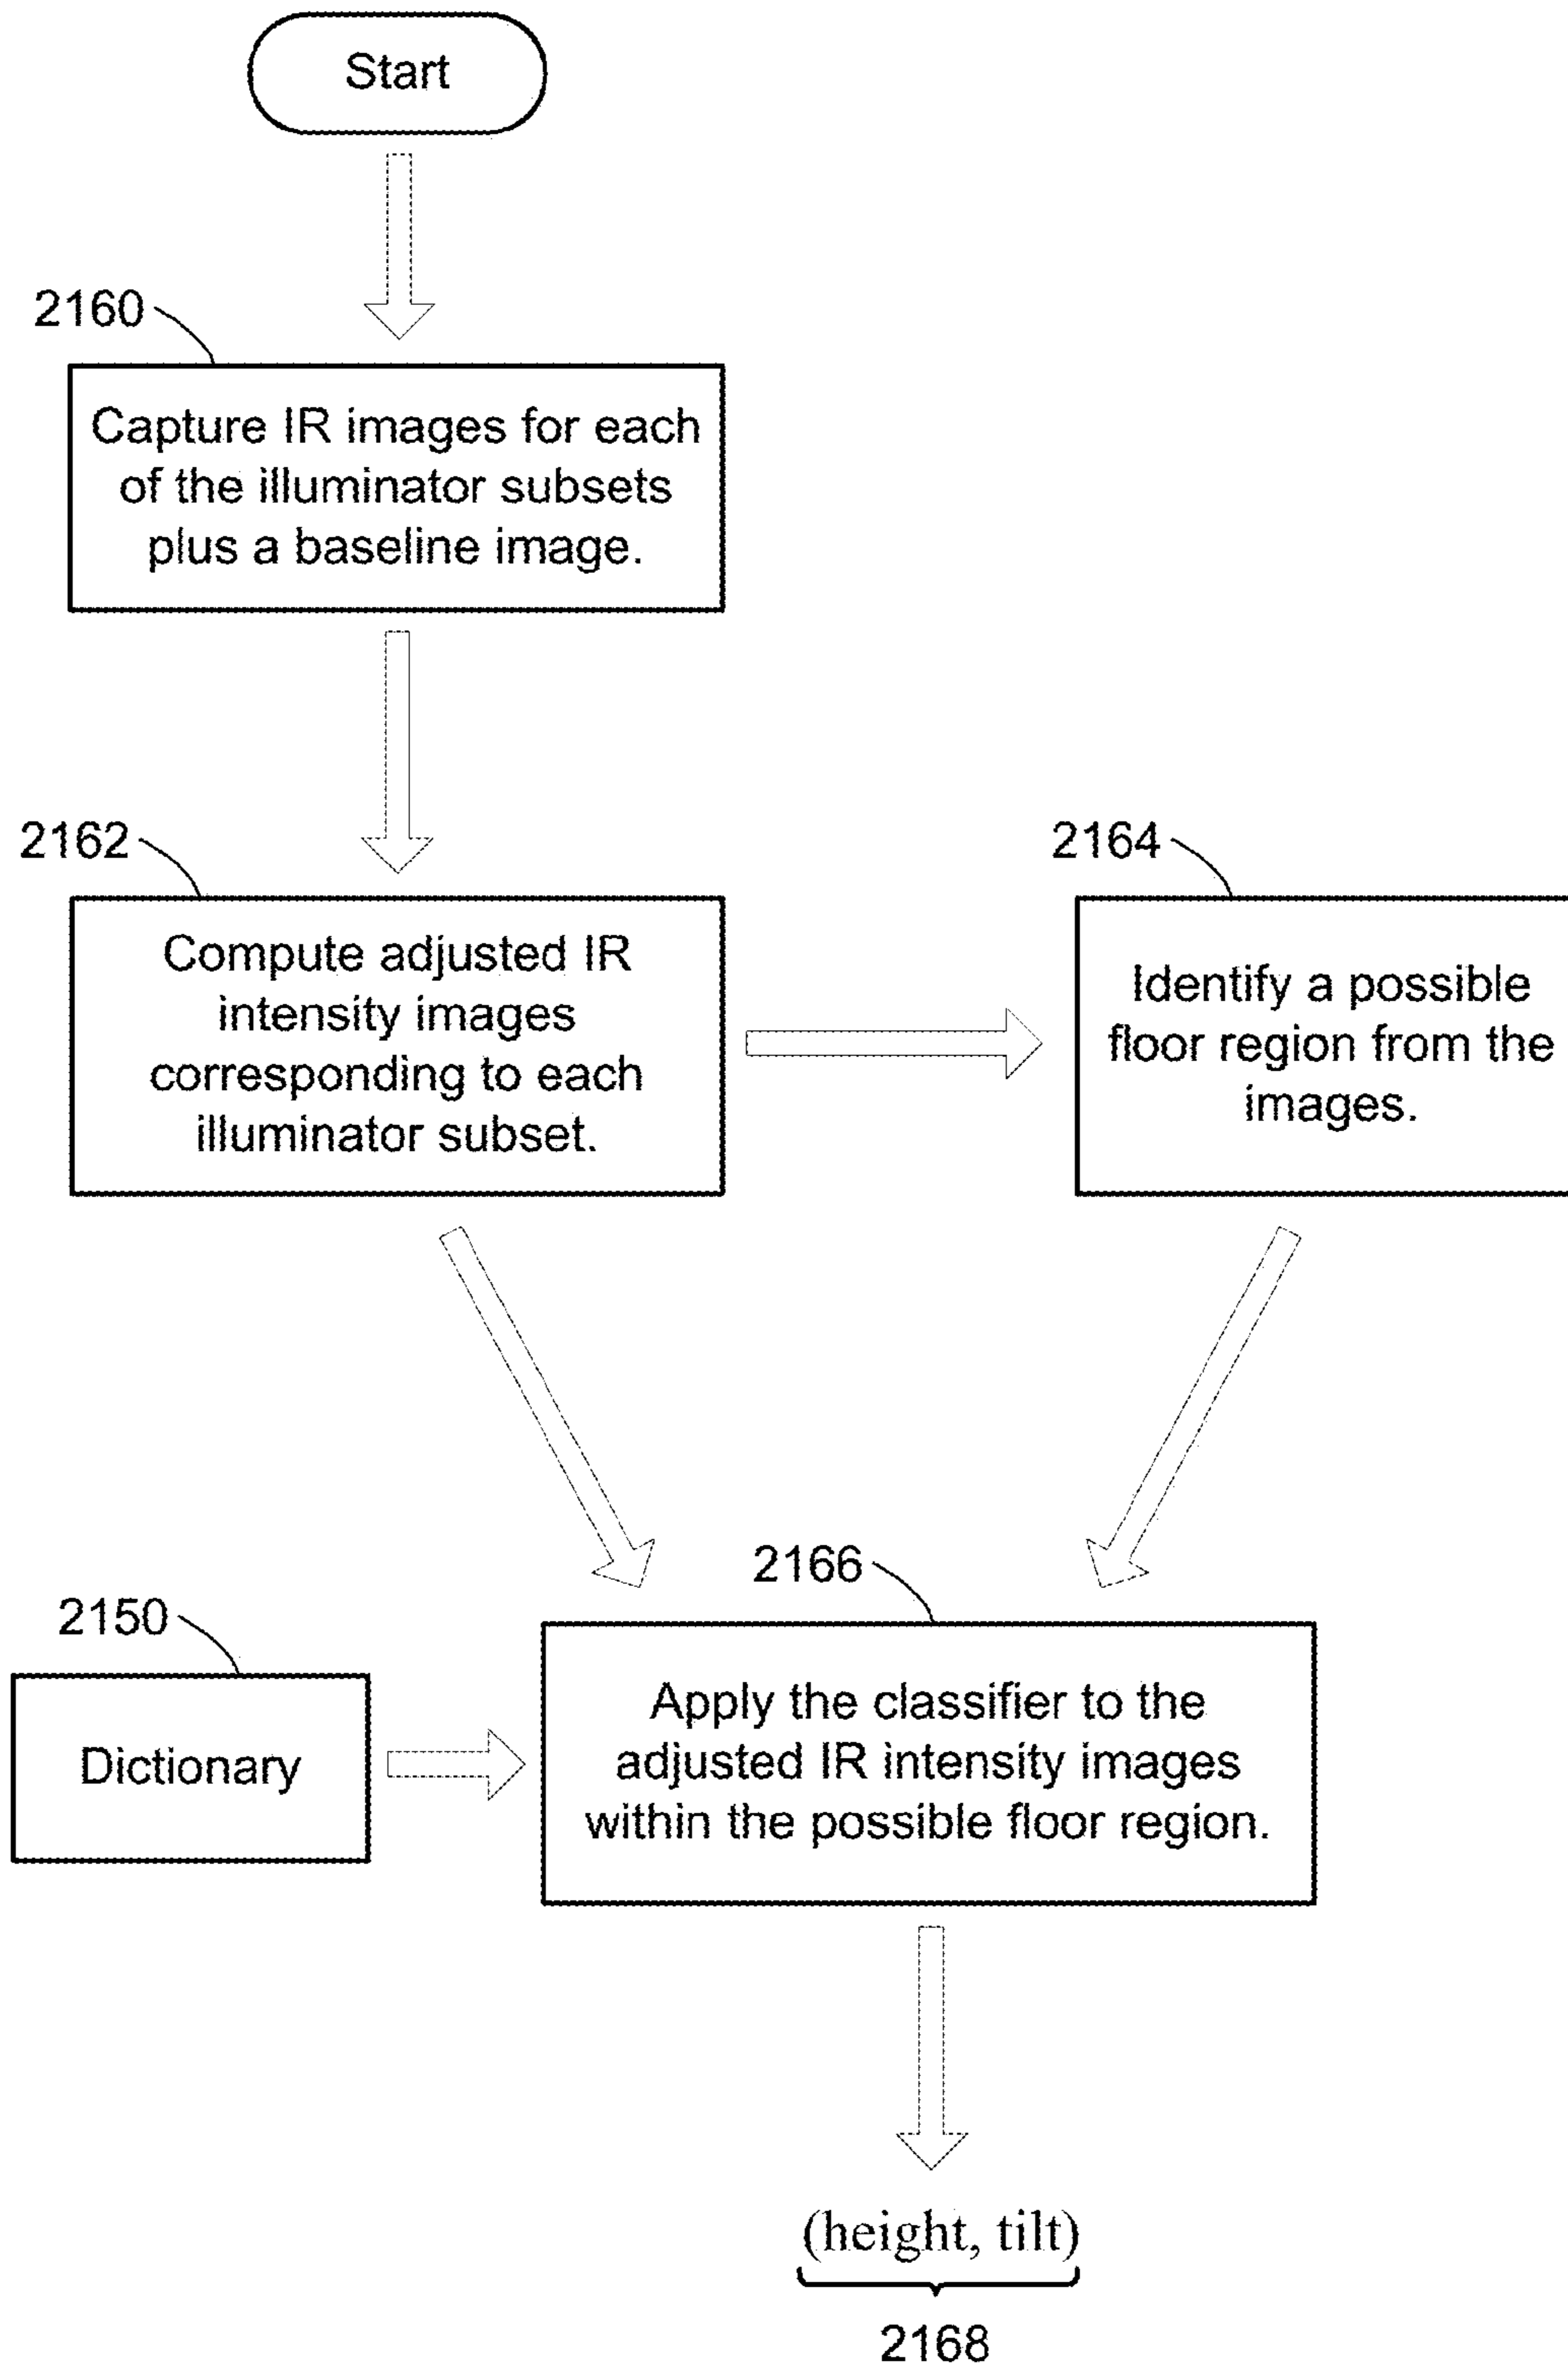 Start
2160
Capture IR images for each
of the illuminator subsets
plus a baseline image.
2162
Compute adjusted IR
intensity images
corresponding to each
illuminator subset.
2164
Identify a possible
floor region from the
images.
2150
Dictionary
2166
Apply the classifier to the
adjusted IR intensity images
within the possible floor region.
(height, tilt)
2168